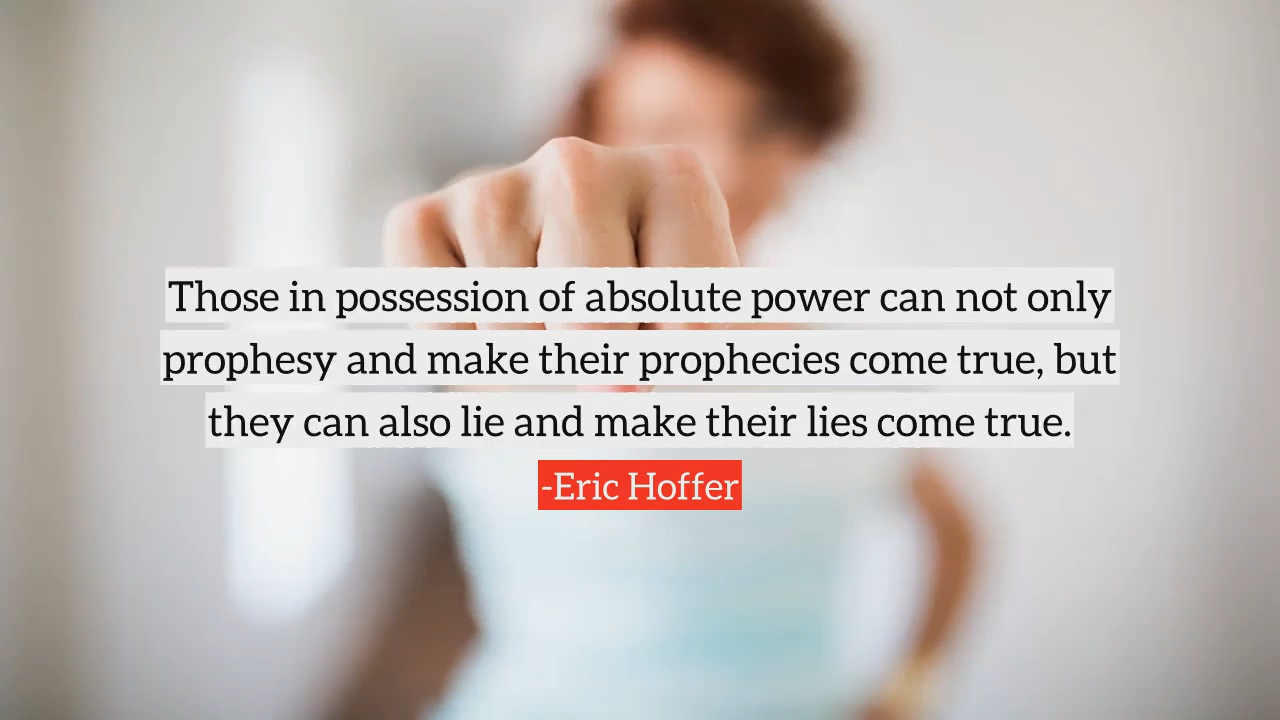 Those in possession of absolute power can not only
prophesy and make their prophecies come true, but
they can also lie and make their lies come true.
-Eric Hoffer